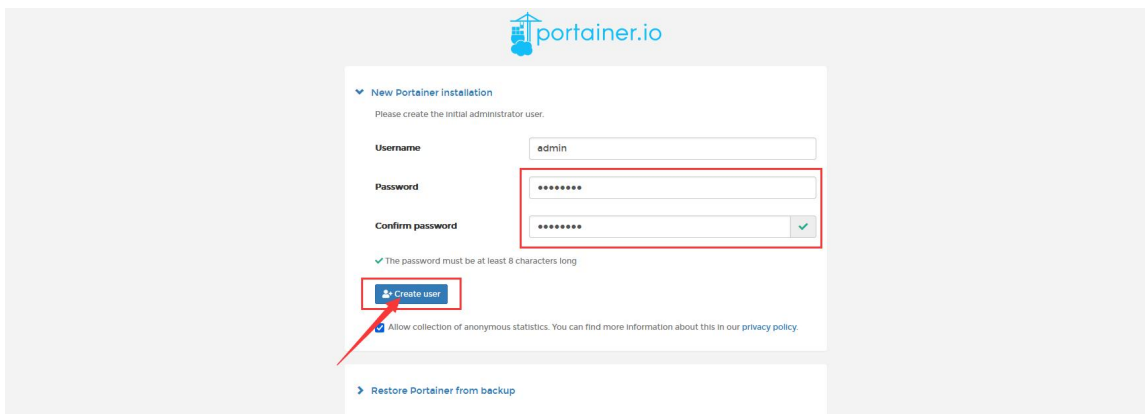 portainer.io
New Portainer installation
Please create the initial administrator user.
Username
admin
Password
••••••••
Confirm password
••••••••
The password must be at least 8 characters long
Create user
Allow collection of anonymous statistics. You can find more information about this in our privacy policy.
Restore Portainer from backup